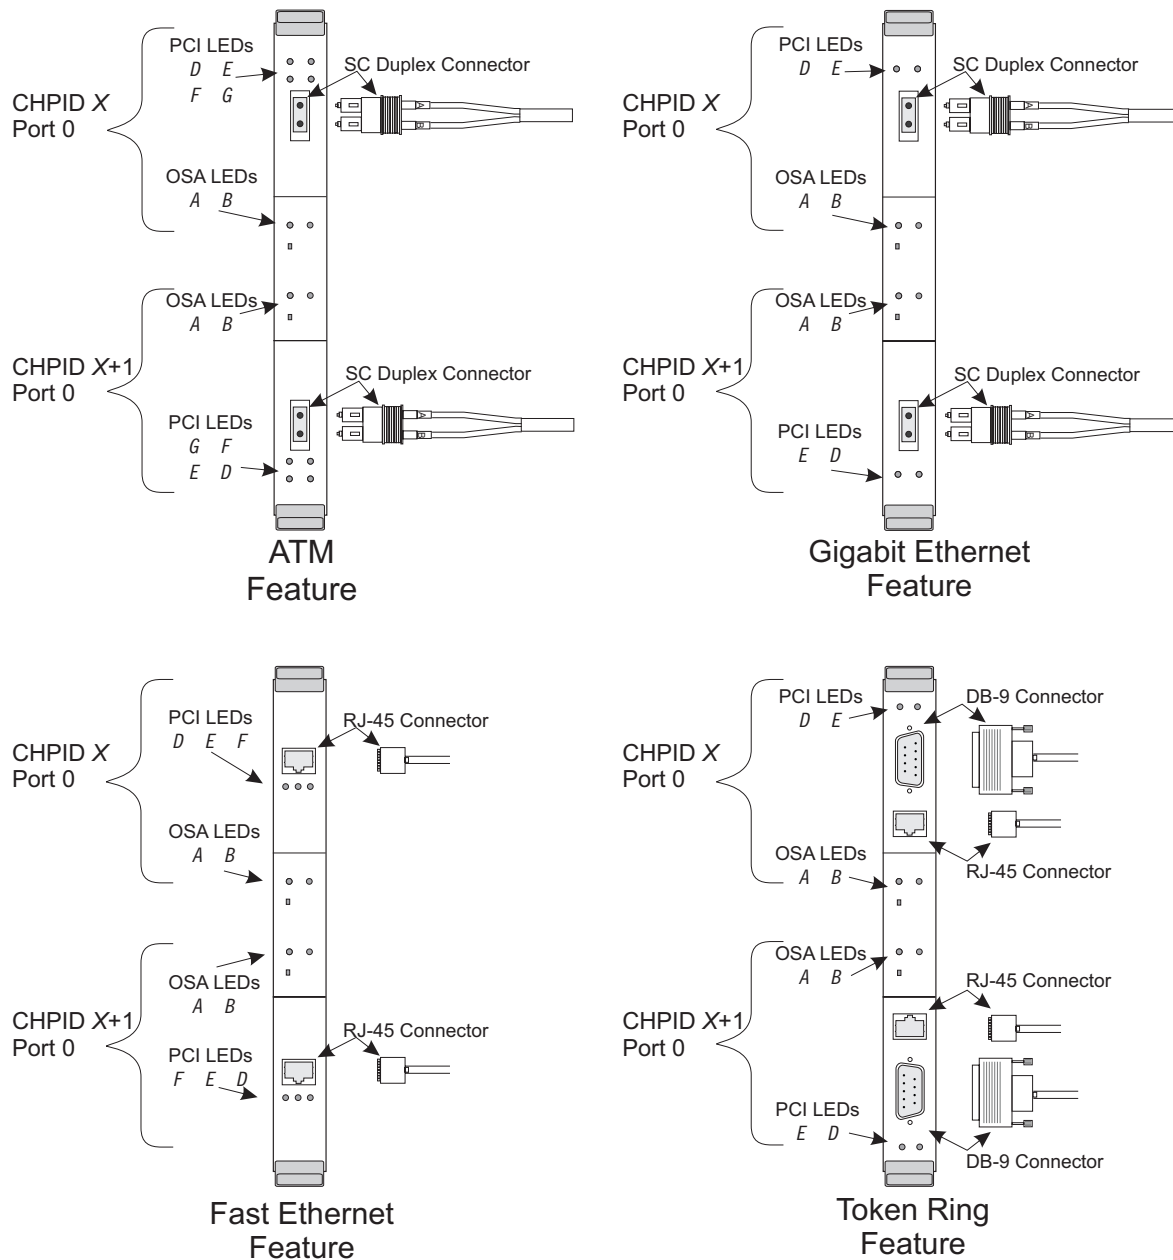 PCI LEDs
D E
F G
SC Duplex Connector
CHPID X
Port 0
A
B
OSA LEDs
A B
OSA LEDs
A B
CHPID X+1
Port 0
SC Duplex Connector
A
B
PCI LEDs
G F
E D
ATM
Feature
PCI LEDs
D E
SC Duplex Connector
CHPID X
Port 0
A
B
OSA LEDs
A B
OSA LEDs
A B
CHPID X+1
Port 0
SC Duplex Connector
A
B
PCI LEDs
E D
Gigabit Ethernet
Feature
PCI LEDs
D E F
RJ-45 Connector
CHPID X
Port 0
OSA LEDs
A B
OSA LEDs
A B
CHPID X+1
Port 0
RJ-45 Connector
PCI LEDs
F E D
Fast Ethernet
Feature
PCI LEDs
D E
DB-9 Connector
CHPID X
Port 0
OSA LEDs
A B
RJ-45 Connector
OSA LEDs
A B
RJ-45 Connector
CHPID X+1
Port 0
PCI LEDs
E D
DB-9 Connector
Token Ring
Feature